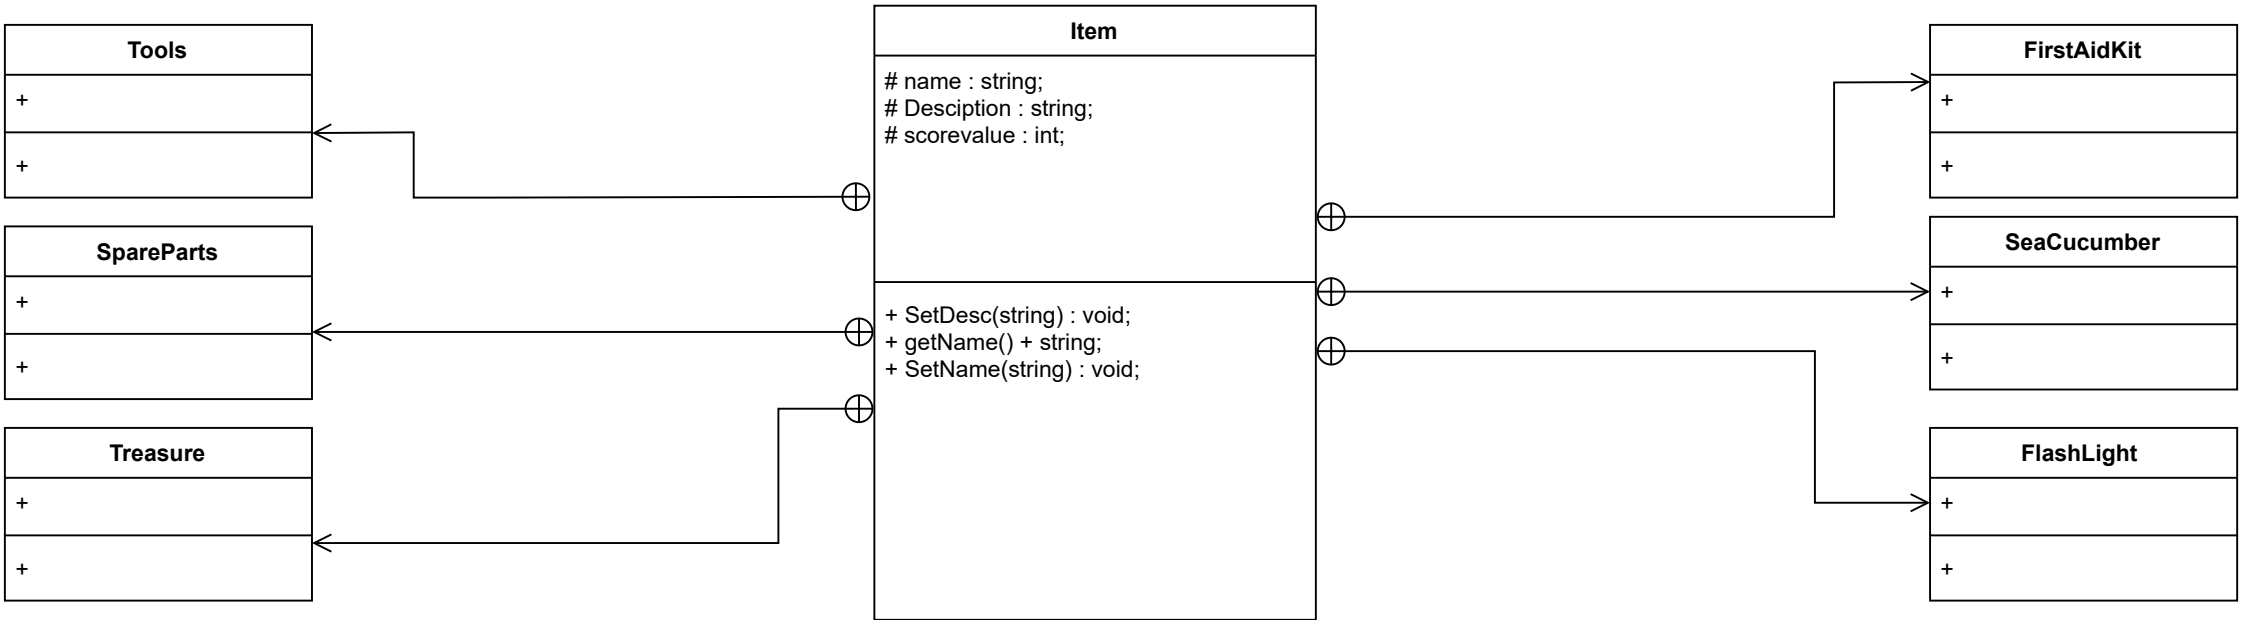 Tools
+
+
SpareParts
+
+
Treasure
+
+
Item
# name : string;
# Desciption : string;
# scorevalue : int;
+ SetDesc(string) : void;
+ getName() + string;
+ SetName(string) : void;
FirstAidKit
+
+
SeaCucumber
+
+
FlashLight
+
+